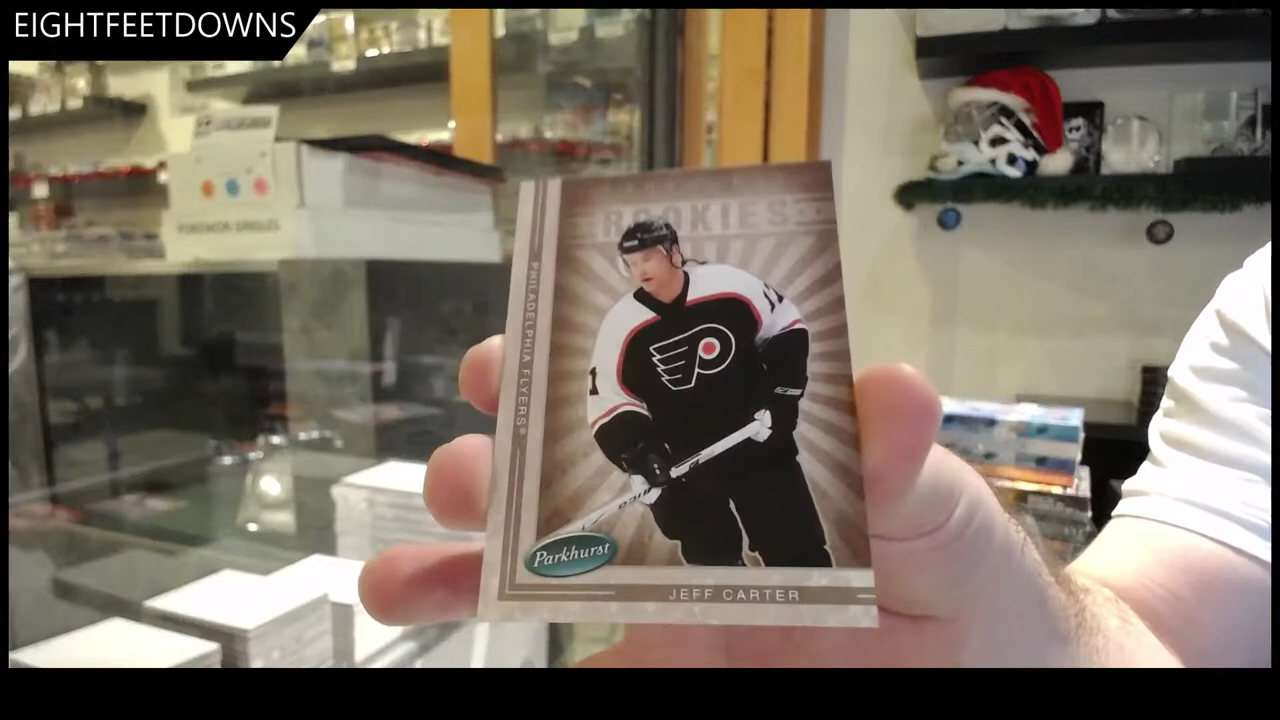 EIGHTFEETDOWNS
POKEMON SINGLES
ROOKIES
PHILADELPHIA FLYERS®
Parkhurst
JEFF CARTER